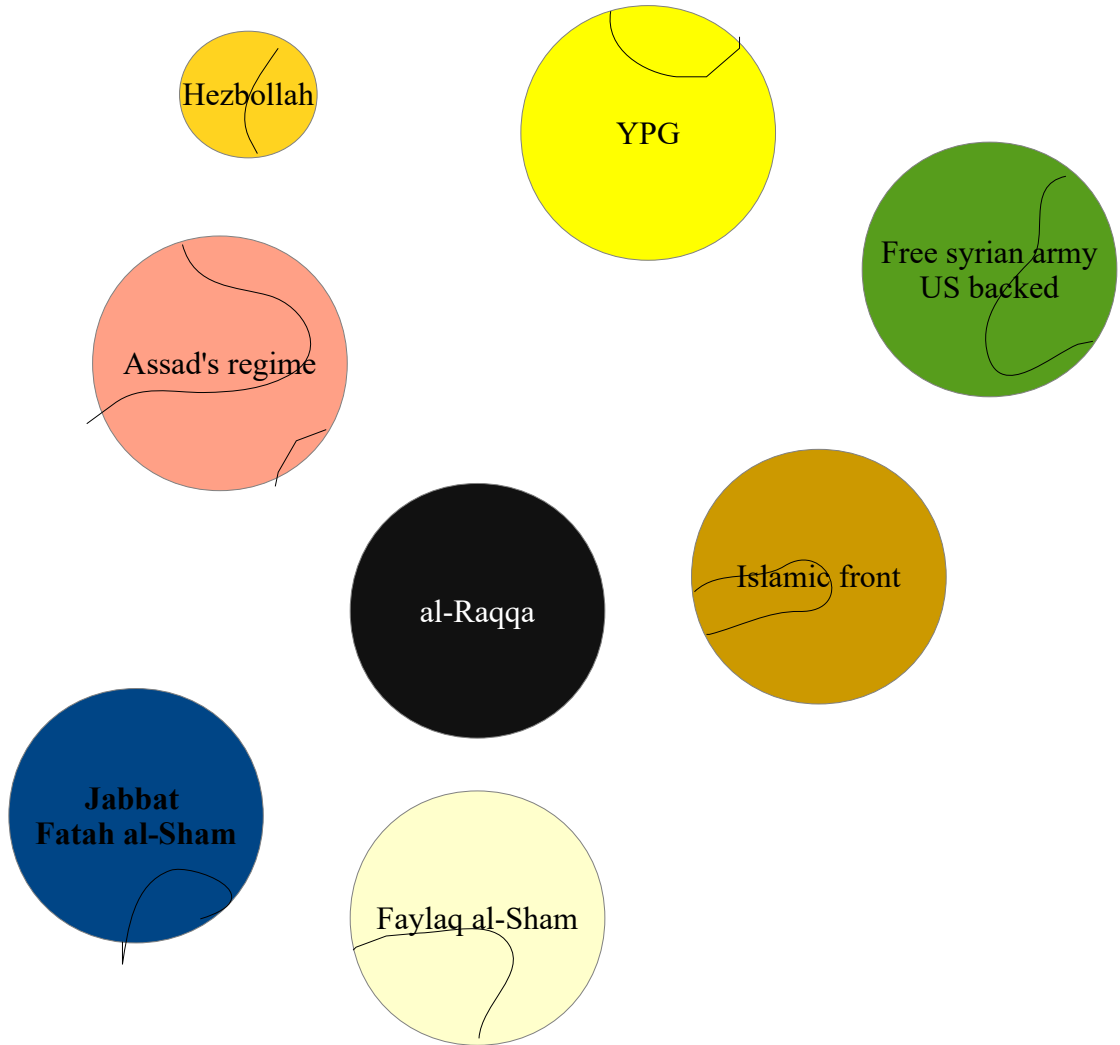 Hezbollah
YPG
Free syrian army
US backed
Assad's regime
Islamic front
al-Raqqa
Jabbat
Fatah al-Sham
Faylaq al-Sham